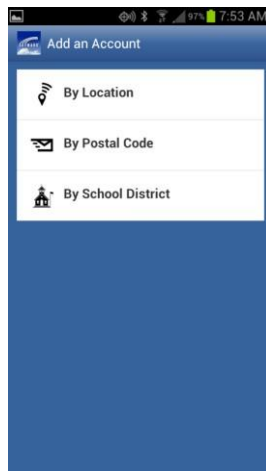 97% 7:53 AM
Add an Account
By Location
By Postal Code
By School District